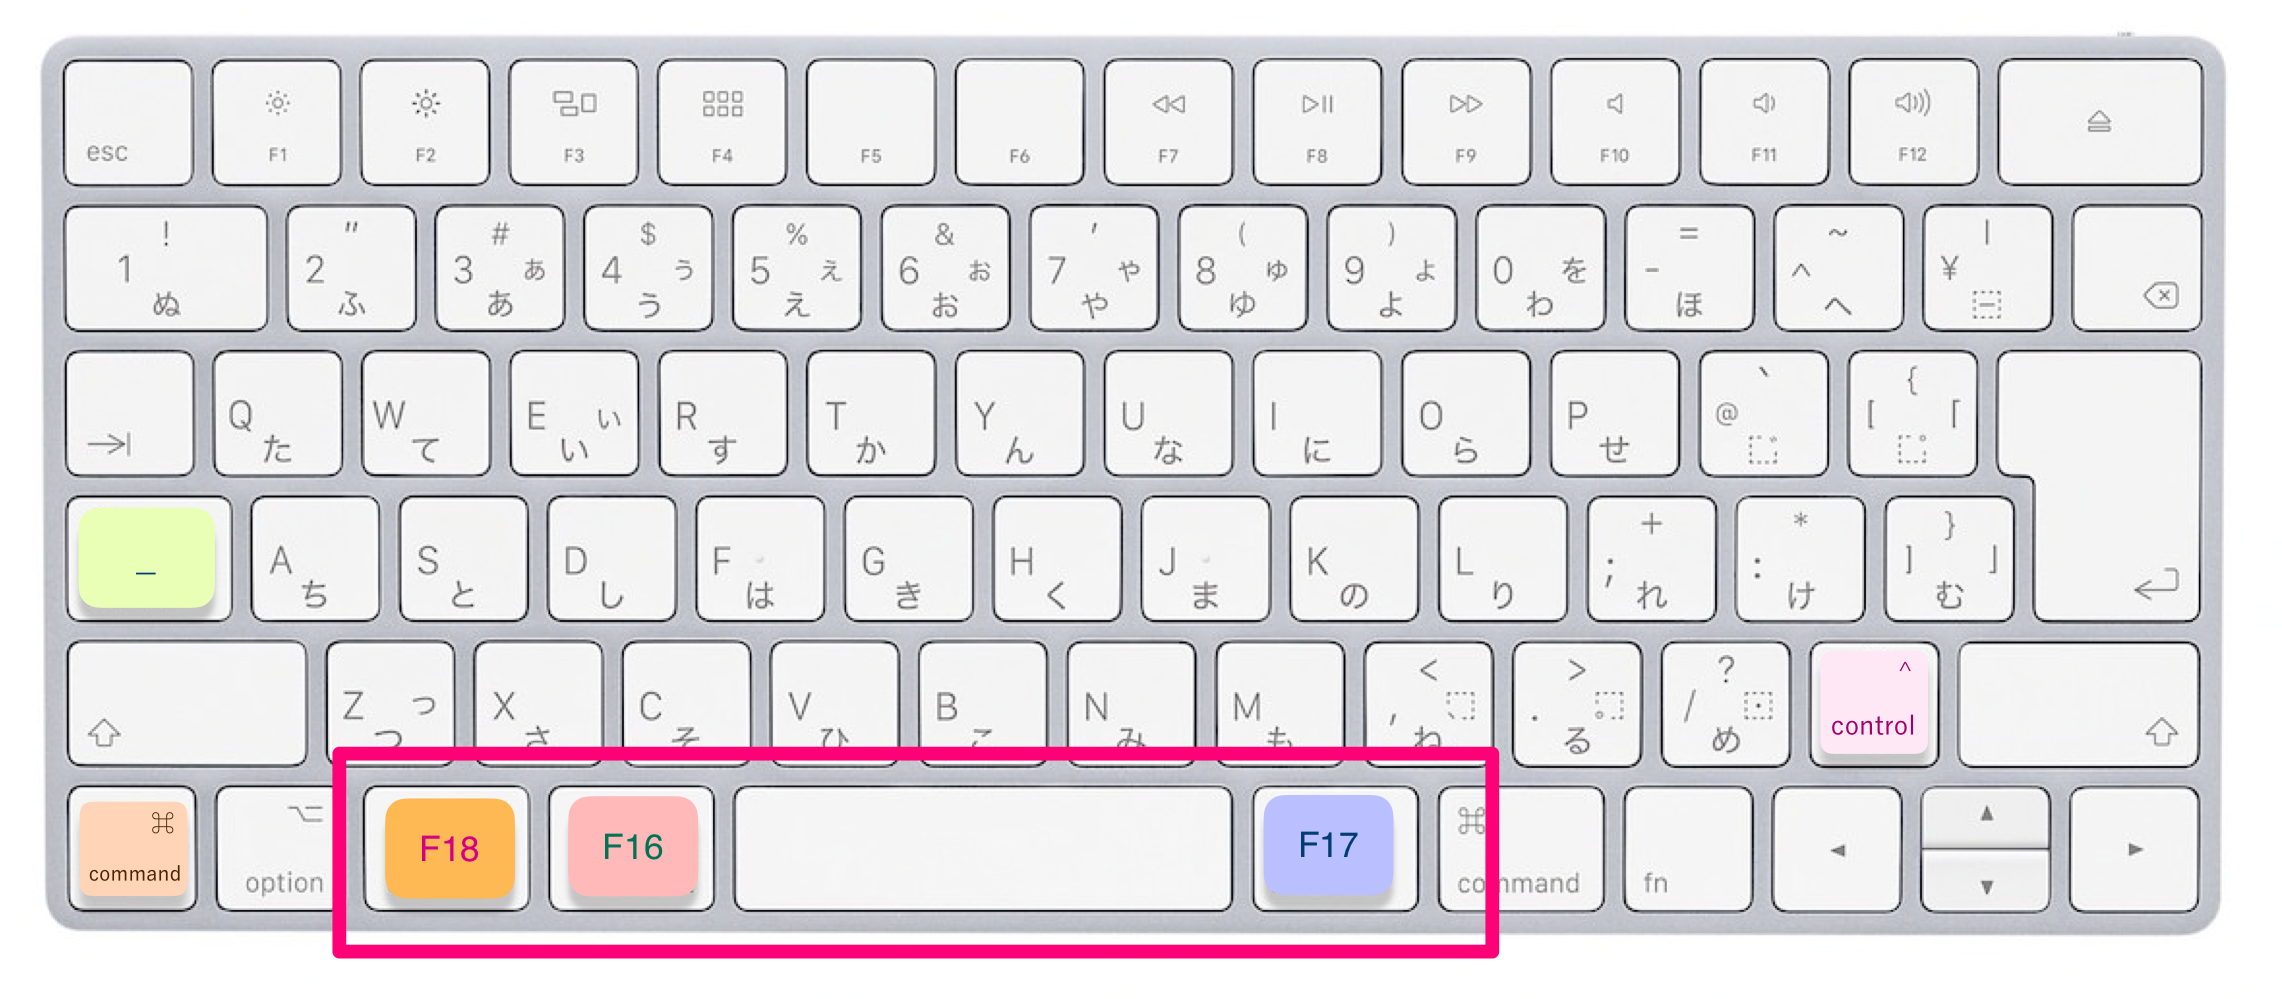 esc F1 F2 F3 F4 F5 F6 F7 F8 F9 F10 F11 F12
! " # $ % & ' ( ) = ~ |
1 2 3 あ 4 ぅ 5 ぇ 6 ぉ 7 ゃ 8 ゅ 9 ょ 0 を - ^ ¥
ぬ ふ あ う え お や ゆ よ わ ほ へ
` {
Q W E ぃ R T Y U I O P @ [ 「
た て い す か ん な に ら せ
+ * }
_ A S D F G H J K L ; : ] 」
ち と し は き く ま の り れ け む
< > ? ^
Z っ X C V B N M , . / control
つ さ そ ひ こ み も ね る め
⌘ ⌥ ⌘
F18 F16 F17
command option command fn